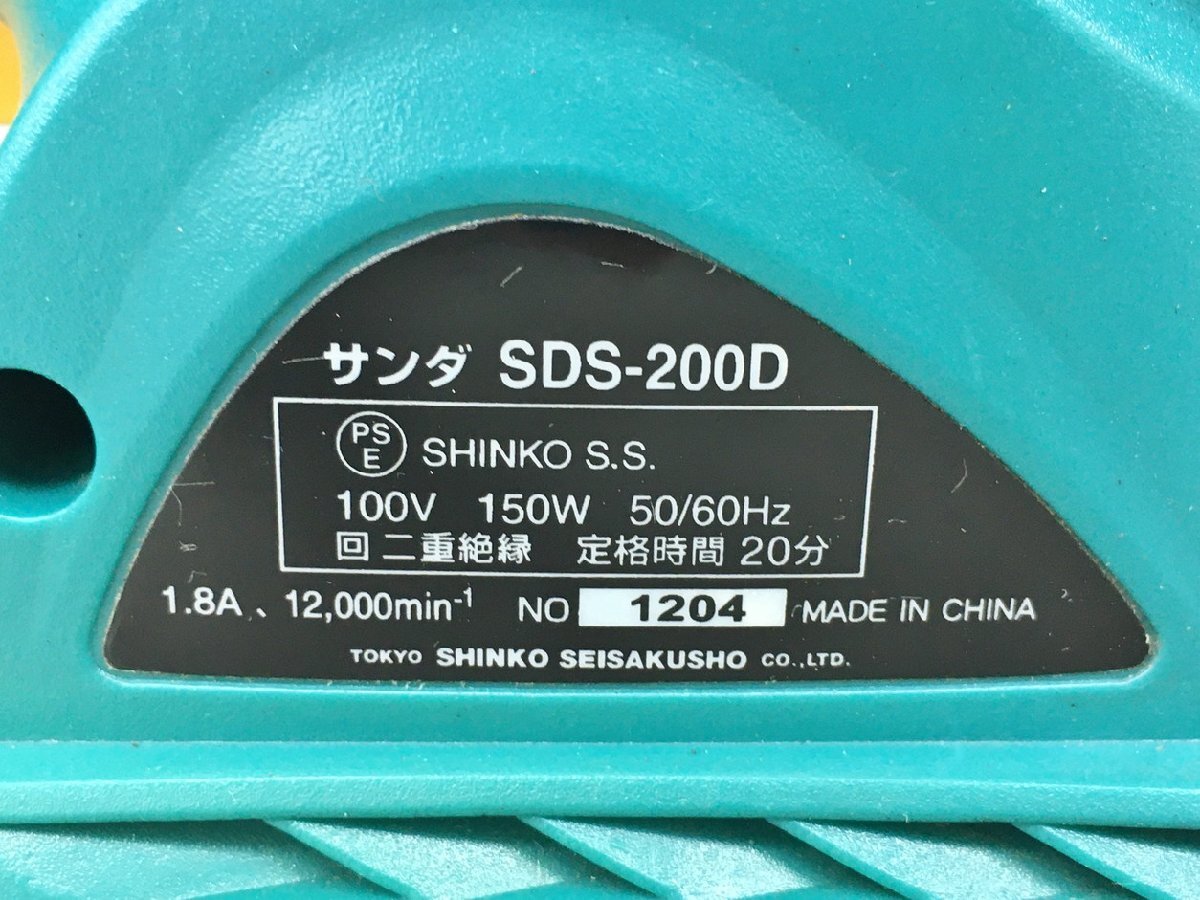 サンダ SDS-200D
PSE SHINKO S.S.
100V 150W 50/60Hz
回 二重絶縁 定格時間 20分
1.8A、12,000min-1 NO 1204 MADE IN CHINA
TOKYO SHINKO SEISAKUSHO CO.,LTD.